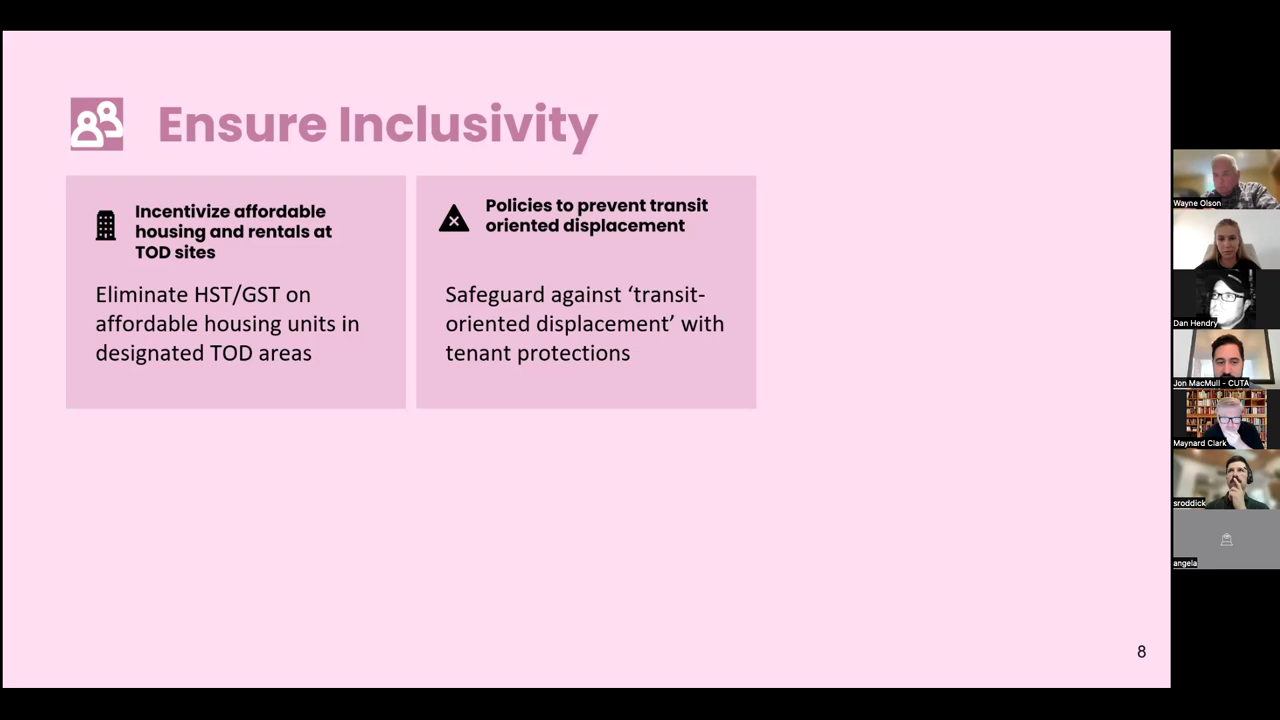 Ensure Inclusivity
Incentivize affordable
housing and rentals at
TOD sites
Eliminate HST/GST on
affordable housing units in
designated TOD areas
Policies to prevent transit
oriented displacement
Safeguard against ‘transit-
oriented displacement’ with
tenant protections
8
Wayne Olson
Dan Hendry
Jon MacMull - CUTA
Maynard Clark
sroddick
angela